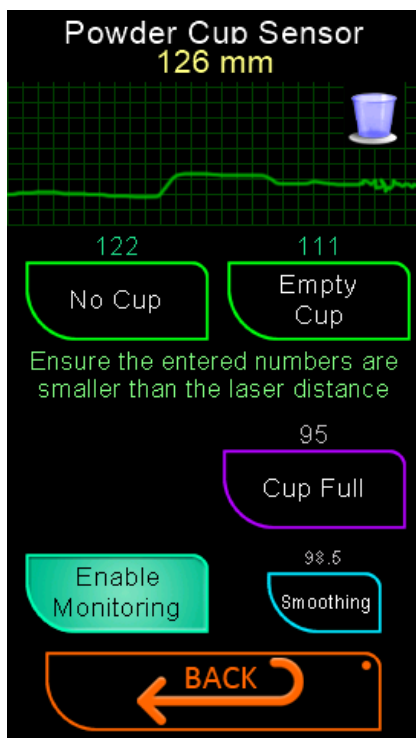 Powder Cup Sensor
126 mm
122
111
No Cup
Empty
Cup
Ensure the entered numbers are
smaller than the laser distance
95
Cup Full
98.5
Enable
Monitoring
Smoothing
BACK